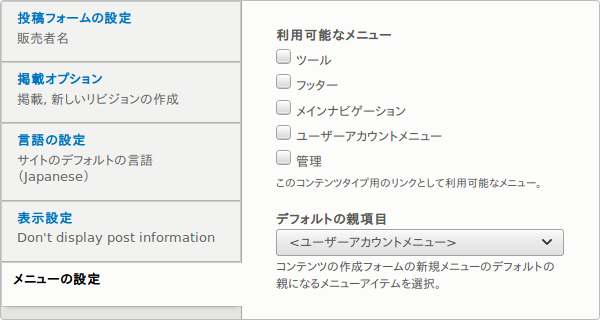 投稿フォームの設定
販売者名
掲載オプション
掲載, 新しいリビジョンの作成
言語の設定
サイトのデフォルトの言語
（Japanese）
表示設定
Don't display post information
メニューの設定
利用可能なメニュー
ツール
フッター
メインナビゲーション
ユーザーアカウントメニュー
管理
このコンテンツタイプ用のリンクとして利用可能なメニュー。
デフォルトの親項目
<ユーザーアカウントメニュー>
コンテンツの作成フォームの新規メニューのデフォルトの
親になるメニューアイテムを選択。